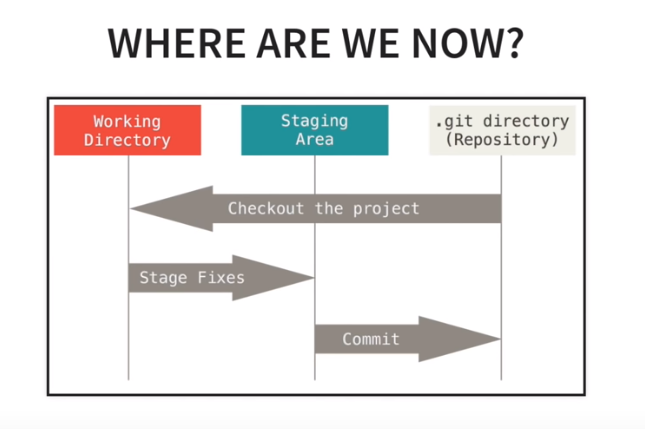 WHERE ARE WE NOW?
Working
Directory
Staging
Area
.git directory
(Repository)
Checkout the project
Stage Fixes
Commit